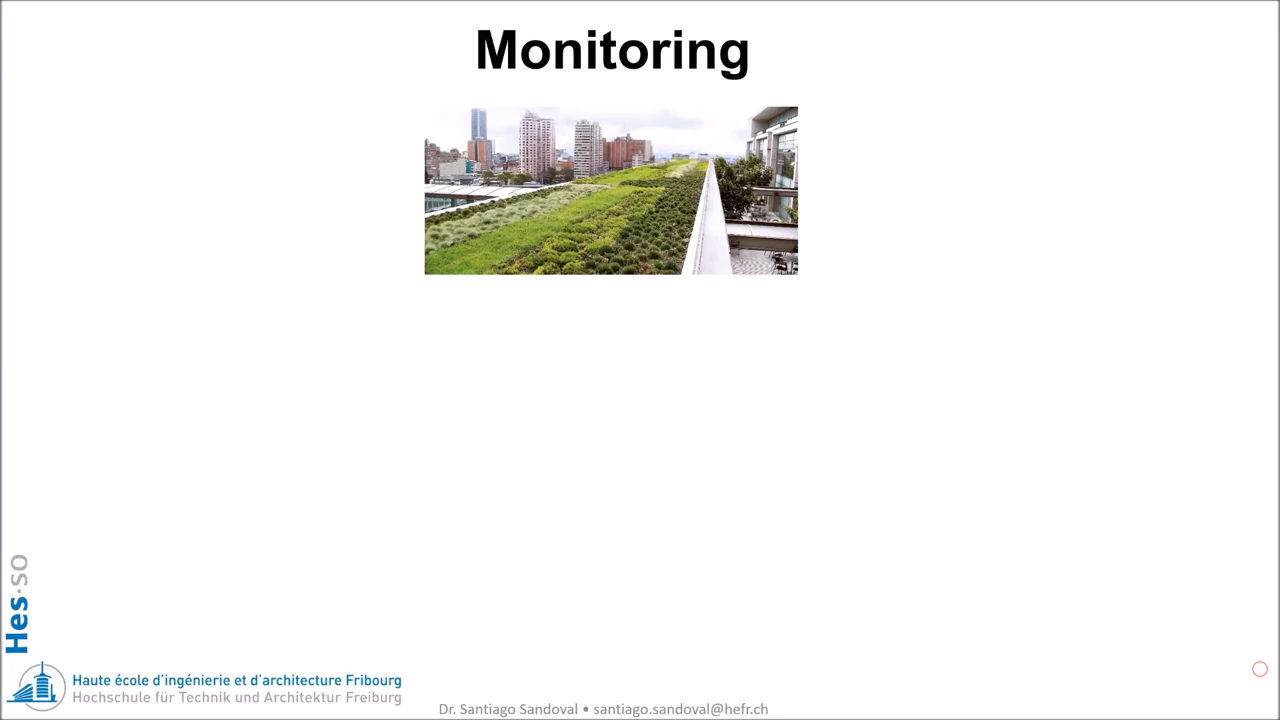 Monitoring
Hes·so
Haute école d'ingénierie et d'architecture Fribourg
Hochschule für Technik und Architektur Freiburg
Dr. Santiago Sandoval • santiago.sandoval@hefr.ch